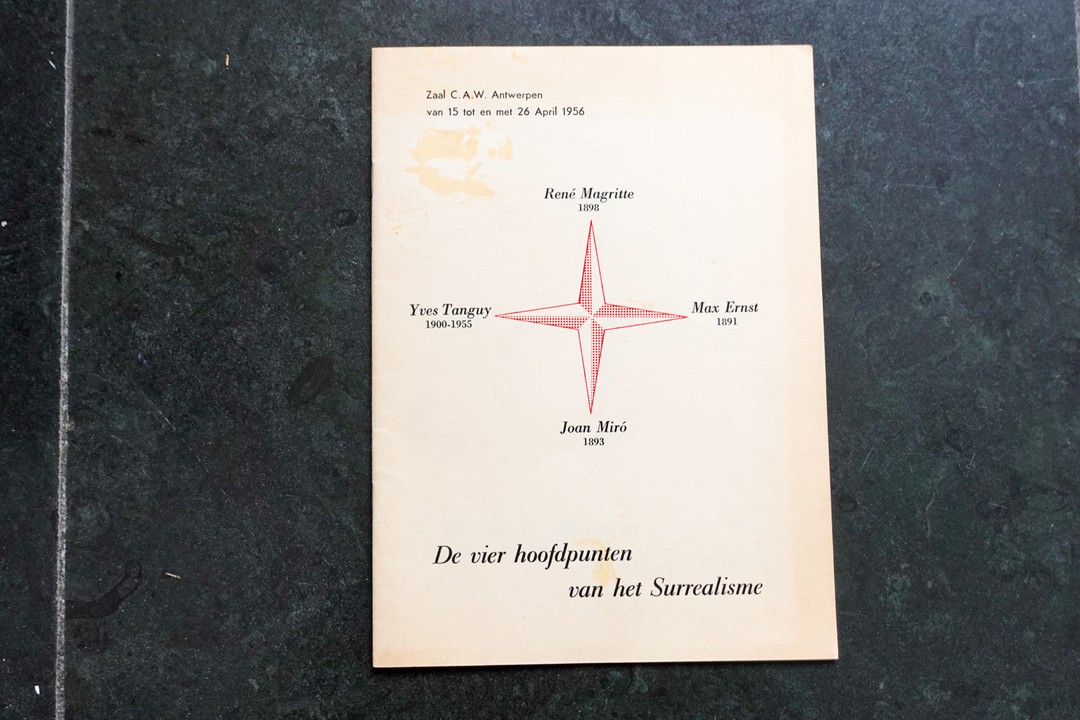 Zaal C.A.W. Antwerpen
van 15 tot en met 26 April 1956
René Magritte
1898
Yves Tanguy
1900-1955
Max Ernst
1891
Joan Miró
1893
De vier hoofdpunten
van het Surrealisme